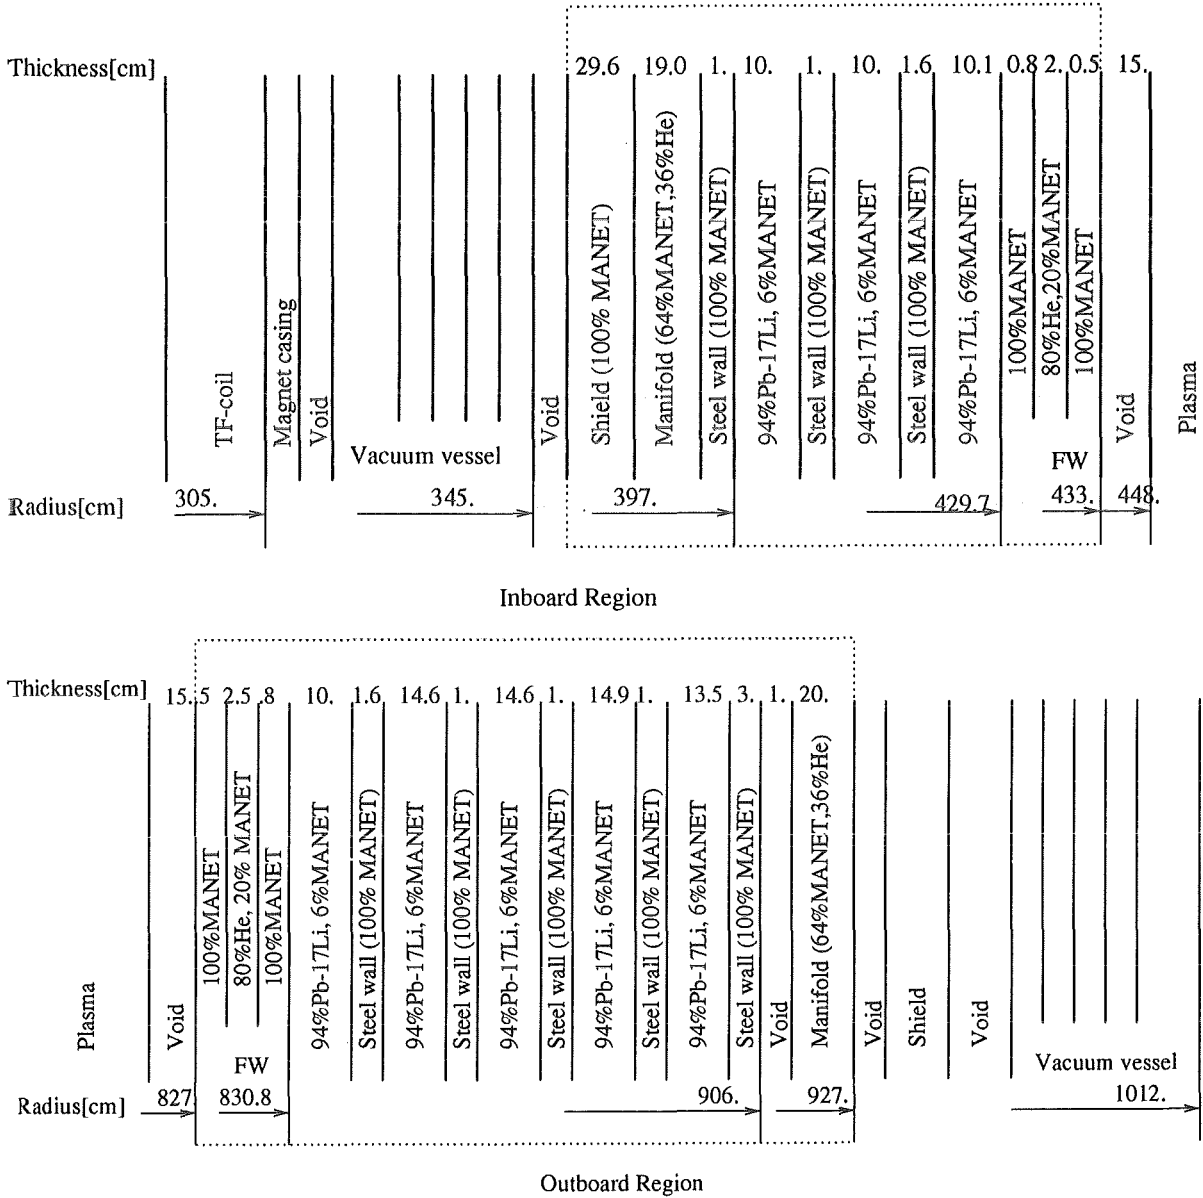 Thickness[cm] 29.6 19.0 1. 10. 1. 10. 1.6 10.1 0.8 2. 0.5 15.
TF-coil
Magnet casing
Void
Vacuum vessel
Void
Shield (100% MANET)
Manifold (64%MANET,36%He)
Steel wall (100% MANET)
94%Pb-17Li, 6%MANET
Steel wall (100% MANET)
94%Pb-17Li, 6%MANET
Steel wall (100% MANET)
94%Pb-17Li, 6%MANET
100%MANET
80%He,20%MANET
100%MANET
FW
Void
Plasma
Radius[cm] 305. 345. 397. 429.7 433. 448.
Inboard Region
Thickness[cm] 15. .5 2.5 .8 10. 1.6 14.6 1. 14.6 1. 14.9 1. 13.5 3. 1. 20.
Plasma
Void
100%MANET
80%He, 20% MANET
100%MANET
FW
94%Pb-17Li, 6%MANET
Steel wall (100% MANET)
94%Pb-17Li, 6%MANET
Steel wall (100% MANET)
94%Pb-17Li, 6%MANET
Steel wall (100% MANET)
94%Pb-17Li, 6%MANET
Steel wall (100% MANET)
94%Pb-17Li, 6%MANET
Steel wall (100% MANET)
Void
Manifold (64%MANET,36%He)
Void
Shield
Void
Vacuum vessel
Radius[cm] 827 830.8 906. 927. 1012.
Outboard Region